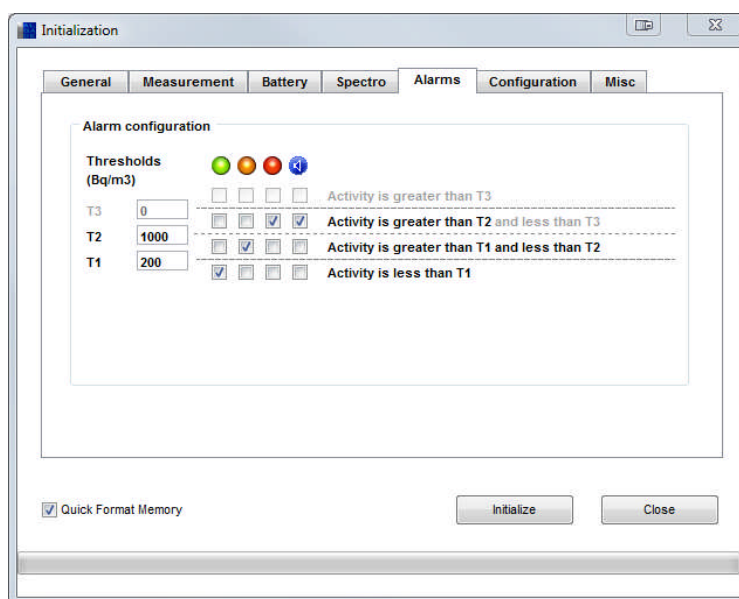 Initialization
General Measurement Battery Spectro Alarms Configuration Misc
Alarm configuration
Thresholds
(Bq/m3)
Activity is greater than T3
T3 0
Activity is greater than T2 and less than T3
T2 1000
Activity is greater than T1 and less than T2
T1 200
Activity is less than T1
Quick Format Memory Initialize Close